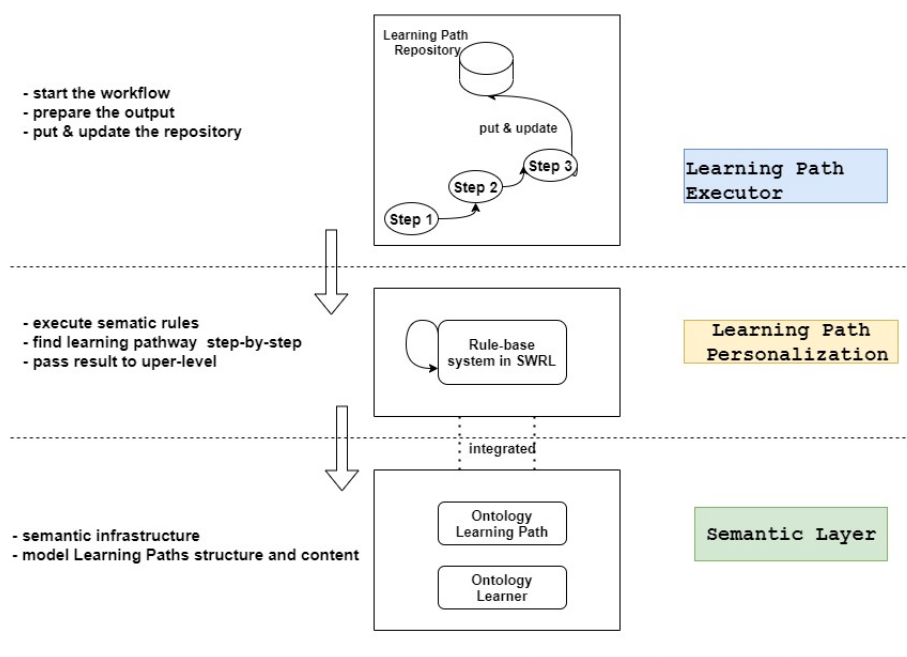 Learning Path
Repository
- start the workflow
- prepare the output
- put & update the repository
put & update
Step 3
Step 2
Step 1
Learning Path
Executor
- execute sematic rules
- find learning pathway step-by-step
- pass result to uper-level
Rule-base
system in SWRL
Learning Path
Personalization
integrated
- semantic infrastructure
- model Learning Paths structure and content
Ontology
Learning Path
Ontology
Learner
Semantic Layer